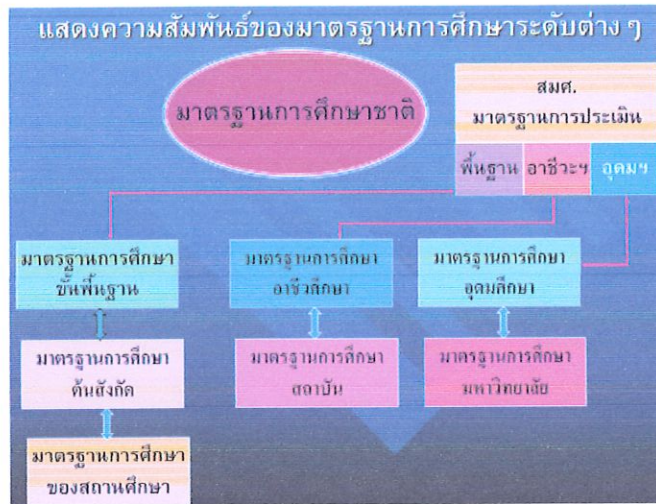 แสดงความสัมพันธ์ของมาตรฐานการศึกษาระดับต่าง ๆ
มาตรฐานการศึกษาชาติ
สมศ.
มาตรฐานการประเมิน
พื้นฐาน อาชีวะฯ อุดมฯ
มาตรฐานการศึกษา
ขั้นพื้นฐาน
มาตรฐานการศึกษา
อาชีวศึกษา
มาตรฐานการศึกษา
อุดมศึกษา
มาตรฐานการศึกษา
ต้นสังกัด
มาตรฐานการศึกษา
สถาบัน
มาตรฐานการศึกษา
มหาวิทยาลัย
มาตรฐานการศึกษา
ของสถานศึกษา